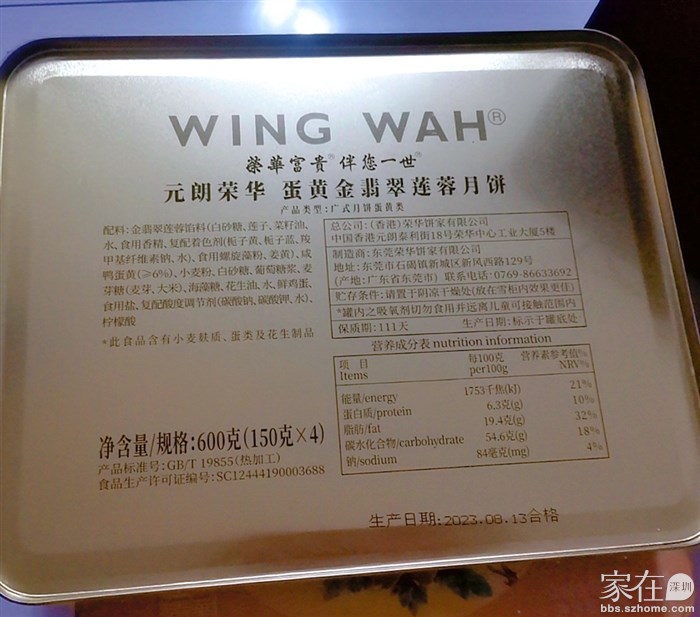 WING WAH®
榮華富貴® 伴您一世®
元朗荣华 蛋黄金翡翠莲蓉月饼
产品类型:广式月饼蛋黄类
配料:金翡翠莲蓉馅料(白砂糖、莲子、菜籽油、
水、食用香精、复配着色剂(栀子黄、栀子蓝、羧
甲基纤维素钠、水)、食用螺旋藻粉、姜黄)、咸
鸭蛋黄(≥6%)、小麦粉、白砂糖、葡萄糖浆、麦
芽糖(麦芽、大米)、海藻糖、花生油、水、鲜鸡蛋、
食用盐、复配酸度调节剂(碳酸钠、碳酸钾、水)、
柠檬酸
*此食品含有小麦麸质、蛋类及花生制品
总公司:(香港)荣华饼家有限公司
中国香港元朗泰利街18号荣华中心工业大厦5楼
制造商:东莞荣华饼家有限公司
地址:东莞市石碣镇新城区新风西路129号
(产地:广东省东莞市) 联系电话:0769-86633692
贮存条件:请置于阴凉干燥处(放在雪柜内效果更佳)
*罐内之吸氧剂切勿食用并远离儿童可接触范围内
保质期:111天 生产日期:标示于罐底处
营养成分表 nutrition information
项 目 每100克 营养素参考值%
Items per100g NRV%
能量/energy 1753千焦(kJ) 21%
蛋白质/protein 6.3克(g) 10%
脂肪/fat 19.4克(g) 32%
碳水化合物/carbohydrate 54.6克(g) 18%
钠/sodium 84毫克(mg) 4%
净含量/规格:600克(150克×4)
产品标准号:GB/T 19855(热加工)
食品生产许可证编号:SC12444190003688
生产日期:2023.08.13合格
家在深圳
bbs.szhome.com